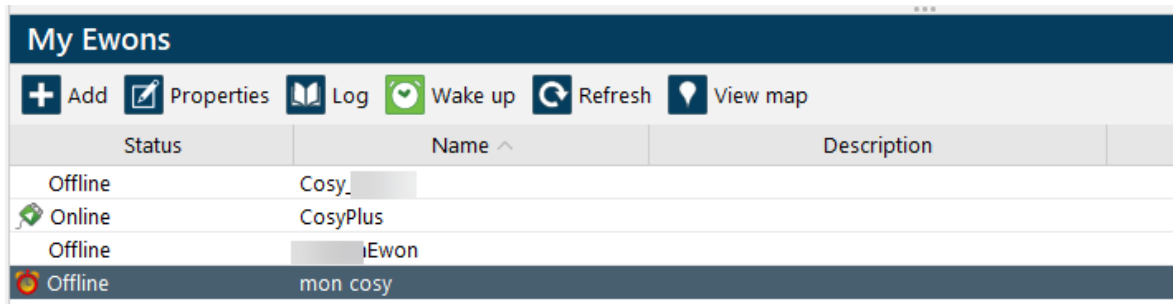 My Ewons
Add Properties Log Wake up Refresh View map
Status Name Description
Offline Cosy_
Online CosyPlus
Offline Ewon
Offline mon cosy